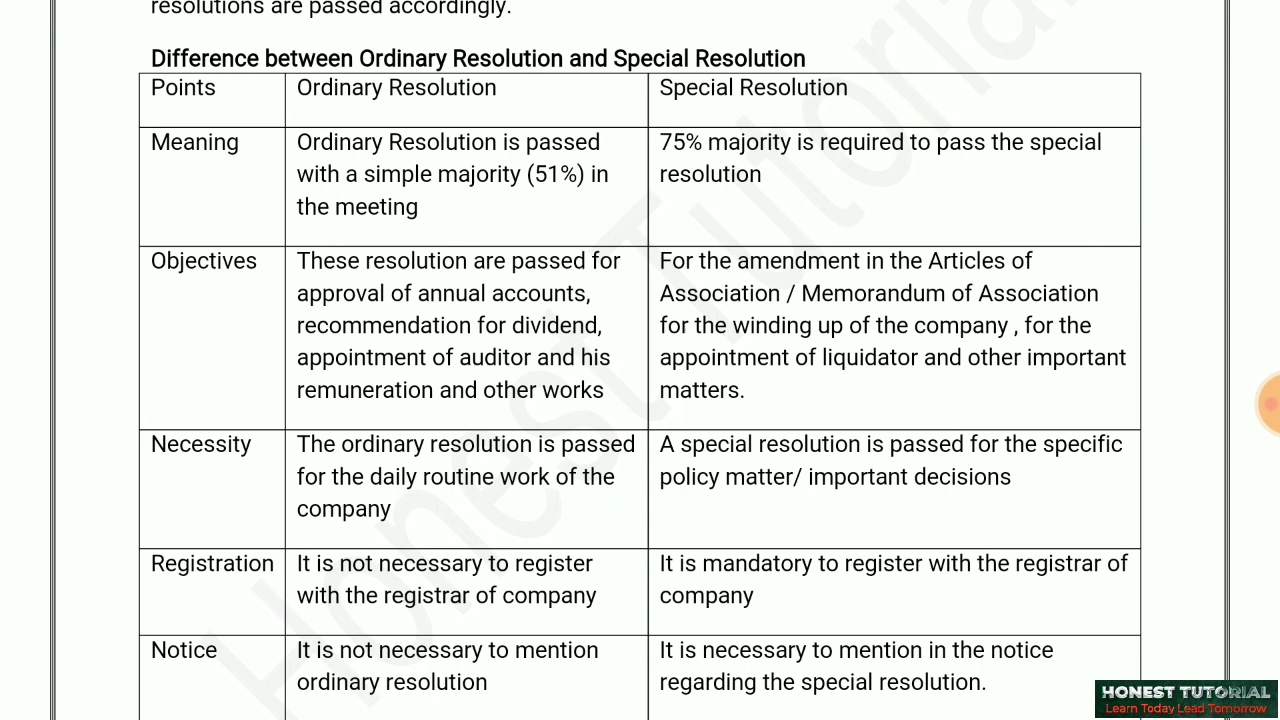 resolutions are passed accordingly.
Difference between Ordinary Resolution and Special Resolution
Points
Ordinary Resolution
Special Resolution
Meaning
Ordinary Resolution is passed
with a simple majority (51%) in
the meeting
75% majority is required to pass the special
resolution
Objectives
These resolution are passed for
approval of annual accounts,
recommendation for dividend,
appointment of auditor and his
remuneration and other works
For the amendment in the Articles of
Association / Memorandum of Association
for the winding up of the company , for the
appointment of liquidator and other important
matters.
Necessity
The ordinary resolution is passed
for the daily routine work of the
company
A special resolution is passed for the specific
policy matter/ important decisions
Registration
It is not necessary to register
with the registrar of company
It is mandatory to register with the registrar of
company
Notice
It is not necessary to mention
ordinary resolution
It is necessary to mention in the notice
regarding the special resolution.
Honest Tutorial
HONEST TUTORIAL
Learn Today Lead Tomorrow